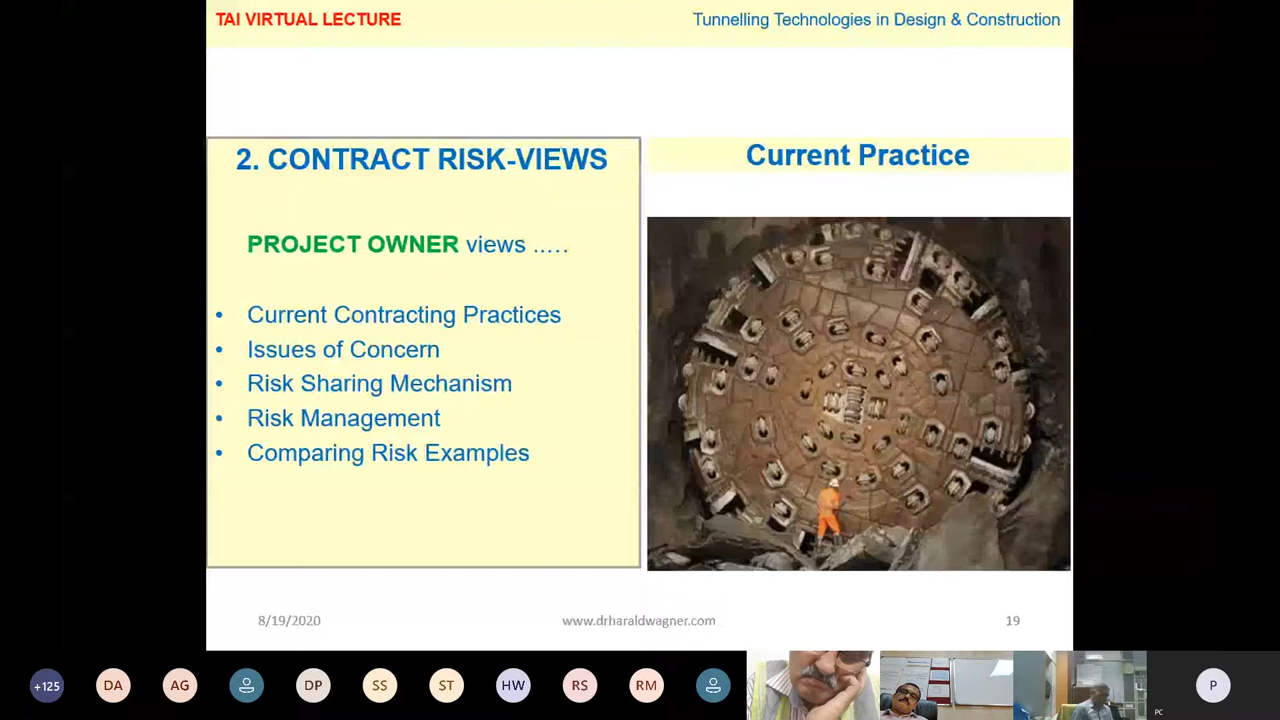 TAI VIRTUAL LECTURE
Tunnelling Technologies in Design & Construction
2. CONTRACT RISK-VIEWS
Current Practice
PROJECT OWNER views .....
• Current Contracting Practices
• Issues of Concern
• Risk Sharing Mechanism
• Risk Management
• Comparing Risk Examples
8/19/2020
www.drharaldwagner.com
19
+125
DA
AG
DP
SS
ST
HW
RS
RM
P
PC